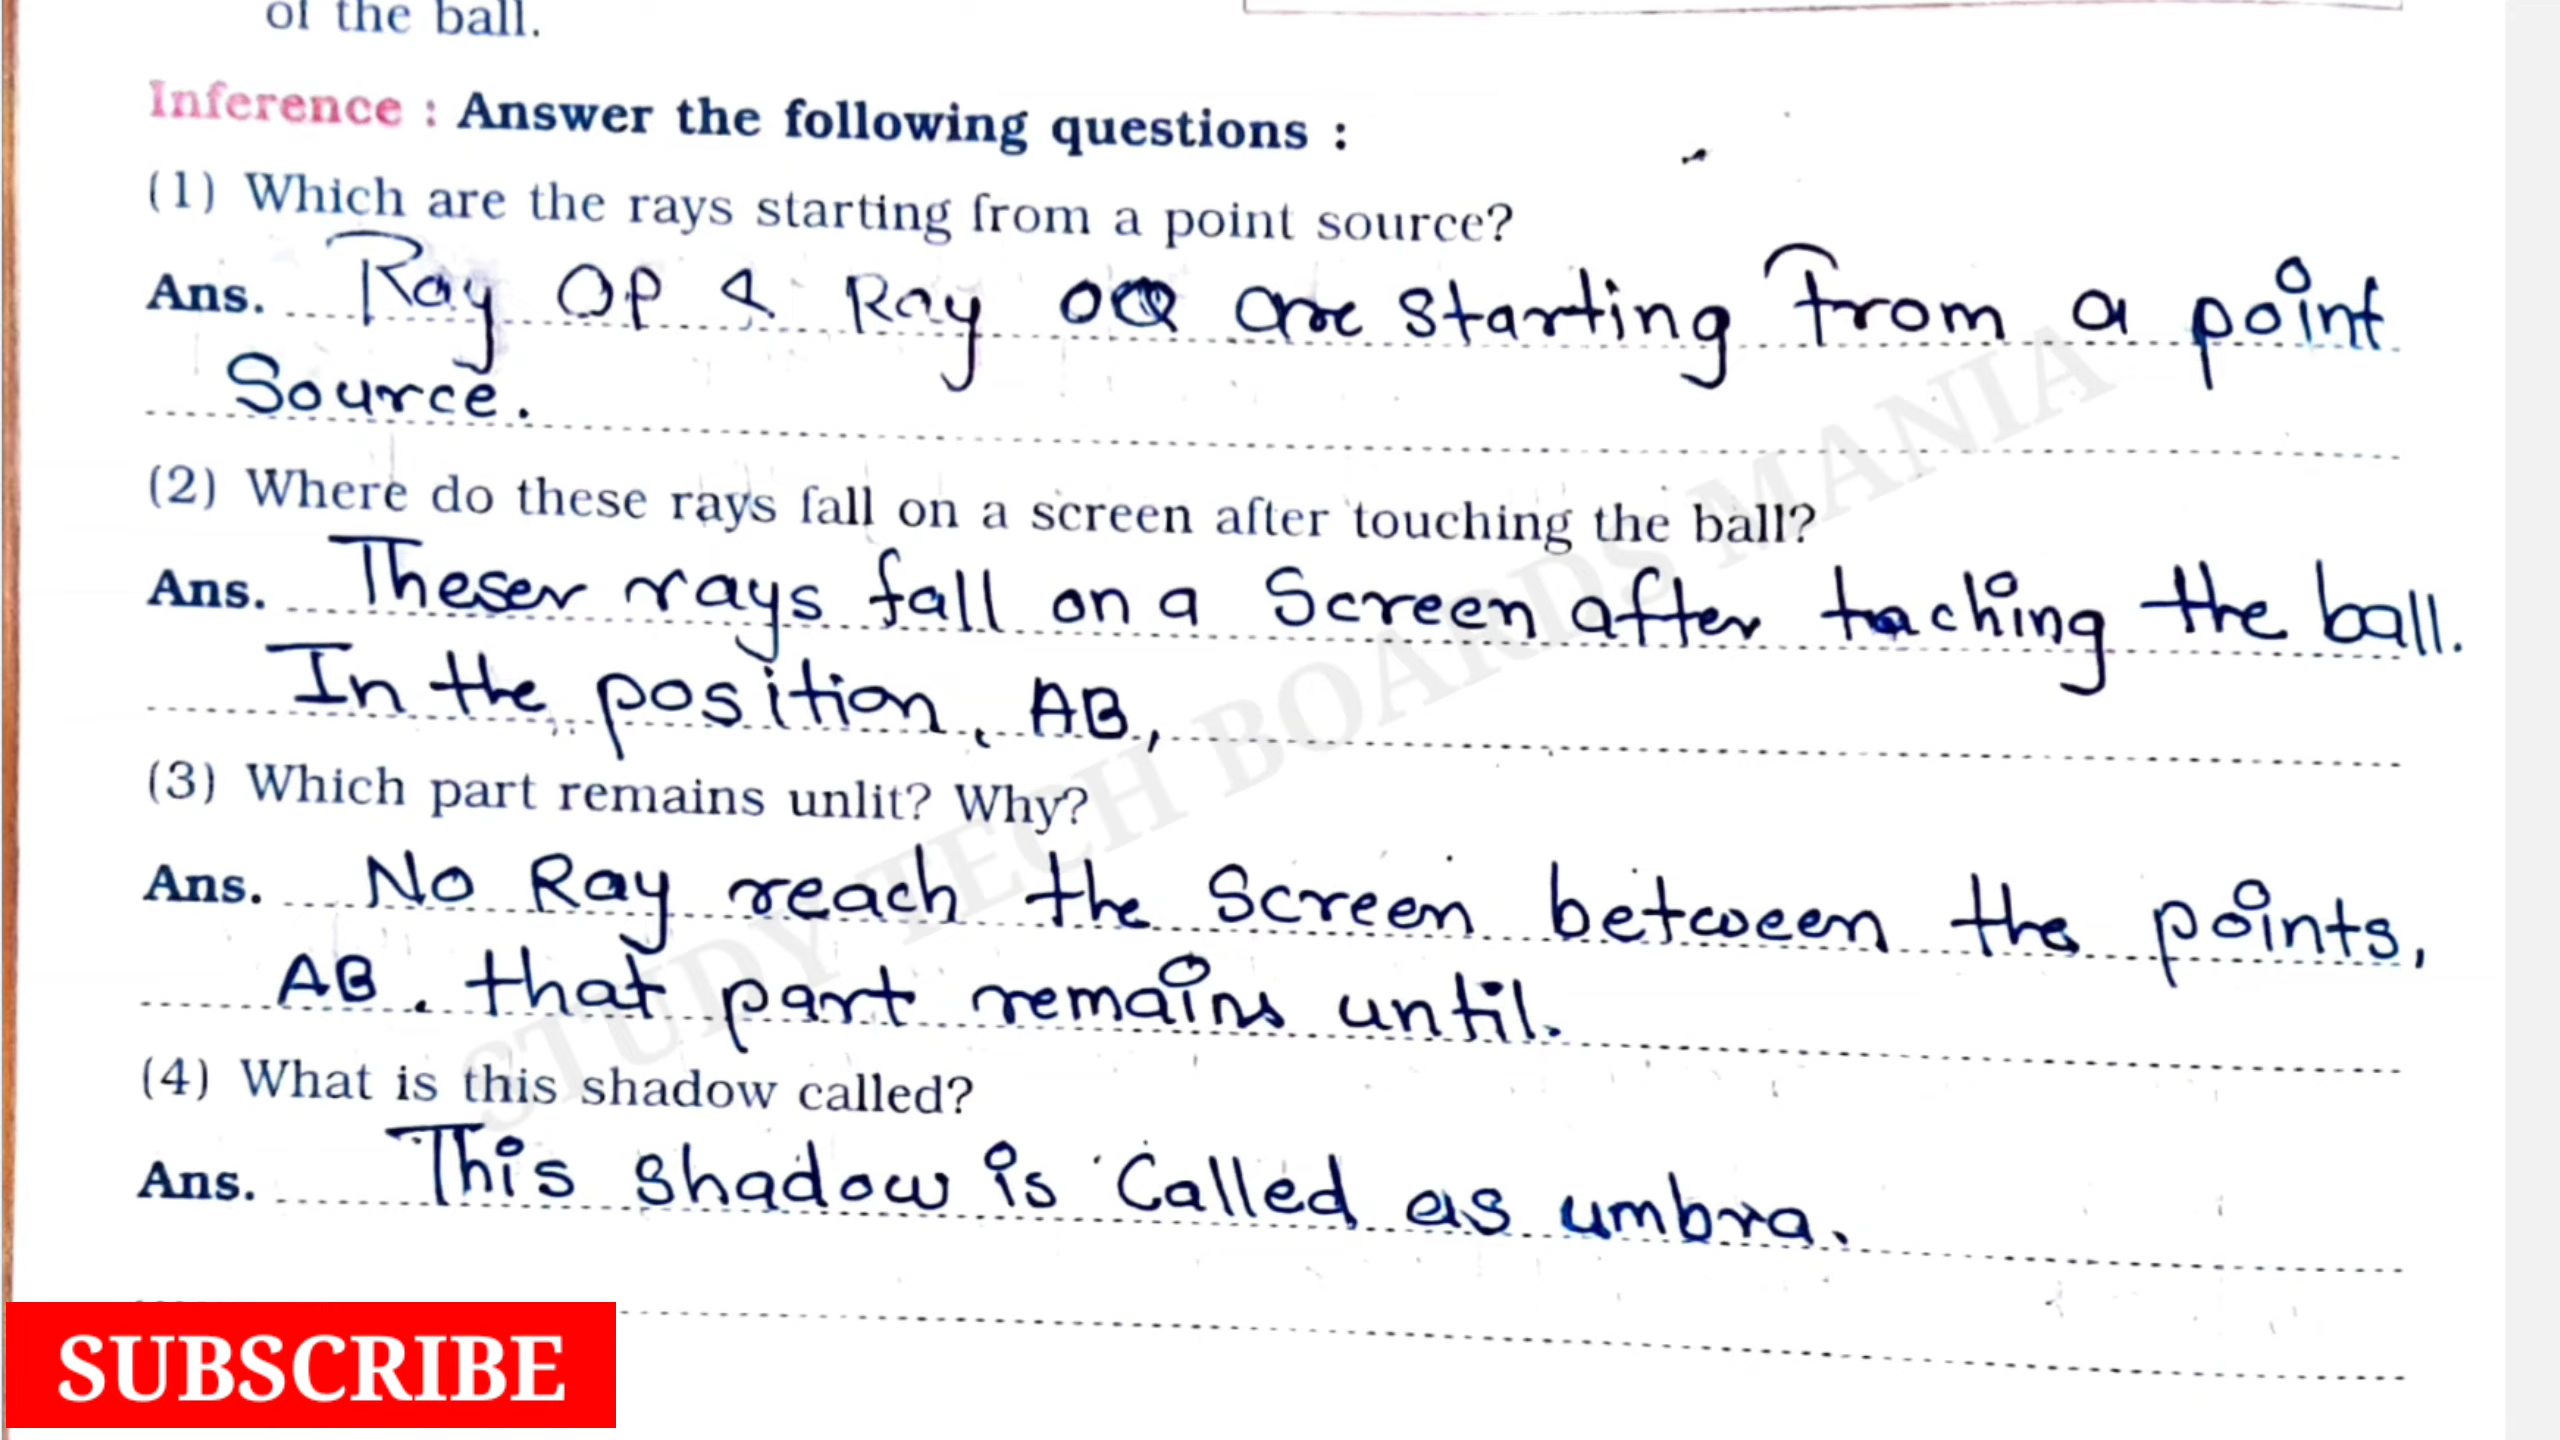 of the ball.
Inference : Answer the following questions :
(1) Which are the rays starting from a point source?
Ans. Ray OP & Ray OQ are starting from a point
Source.
(2) Where do these rays fall on a screen after touching the ball?
Ans. Theser rays fall on a Screen after taching the ball.
In the position, AB,
(3) Which part remains unlit? Why?
Ans. No Ray reach the Screen between the points,
AB. that part remains until.
(4) What is this shadow called?
Ans. This shadow is Called as umbra.
STUDY TECH BOARDS MANIA
SUBSCRIBE